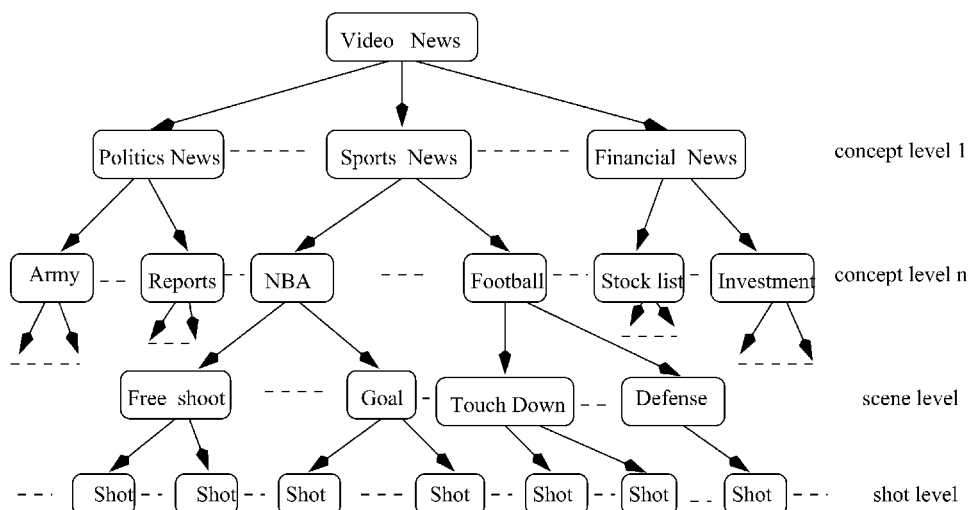 Video News
Politics News Sports News Financial News concept level 1
Army Reports NBA Football Stock list Investment concept level n
Free shoot Goal Touch Down Defense scene level
Shot Shot Shot Shot Shot Shot Shot shot level